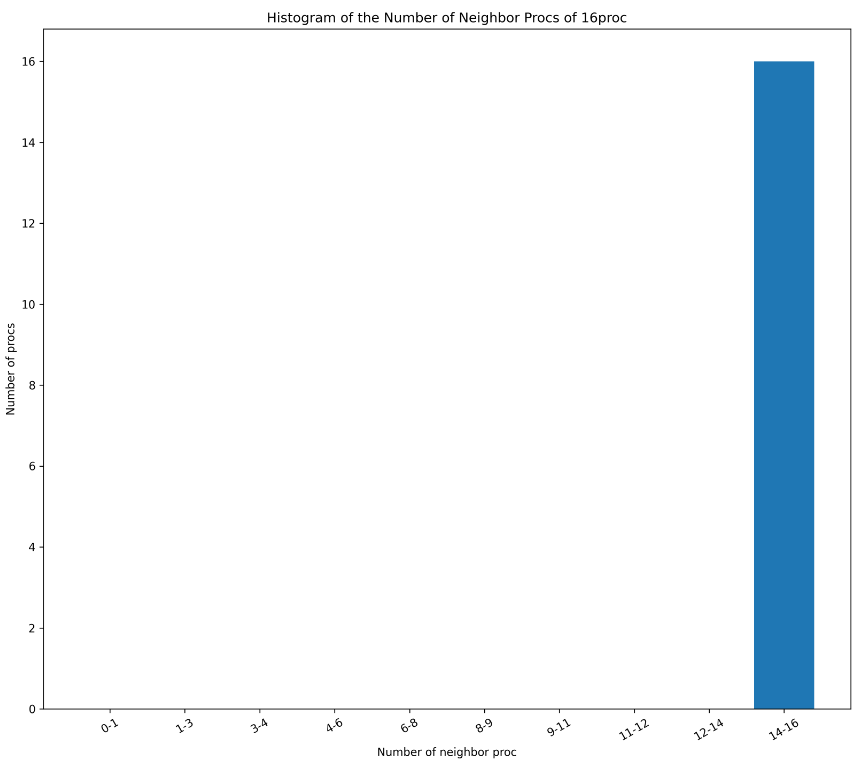 Histogram of the Number of Neighbor Procs of 16proc
16
14
12
10
8
6
4
2
0
Number of procs
0-1 1-3 3-4 4-6 6-8 8-9 9-11 11-12 12-14 14-16
Number of neighbor proc